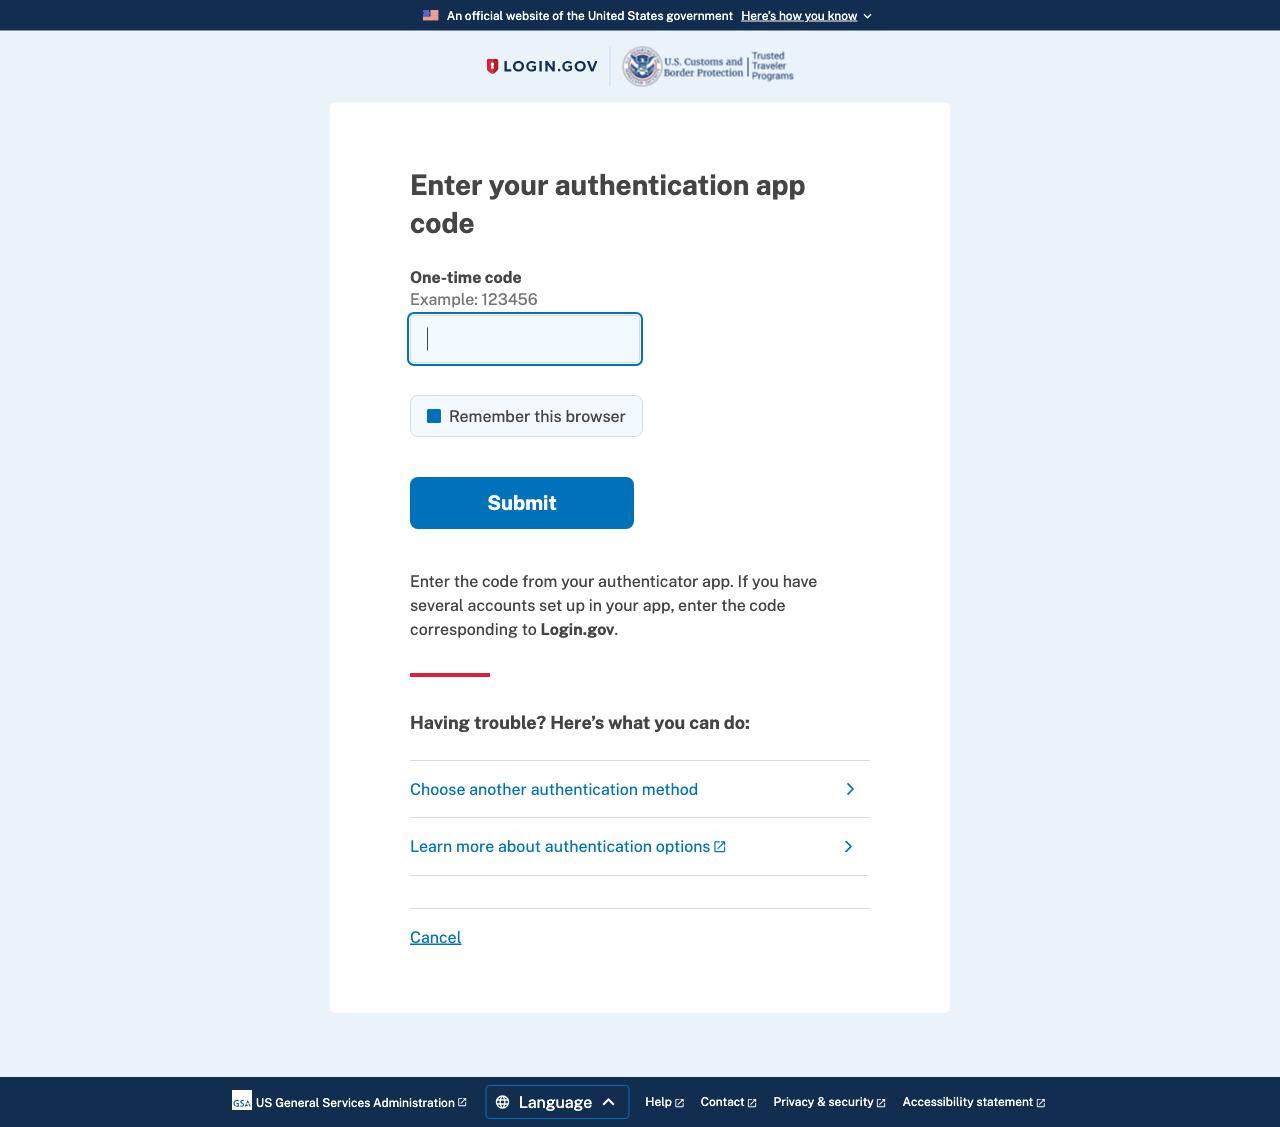 An official website of the United States government Here's how you know
LOGIN.GOV
U.S. Customs and
Border Protection
Trusted
Traveler
Programs
Enter your authentication app
code
One-time code
Example: 123456
Remember this browser
Submit
Enter the code from your authenticator app. If you have
several accounts set up in your app, enter the code
corresponding to Login.gov.
Having trouble? Here’s what you can do:
Choose another authentication method
Learn more about authentication options
Cancel
GSA US General Services Administration Language Help Contact Privacy & security Accessibility statement